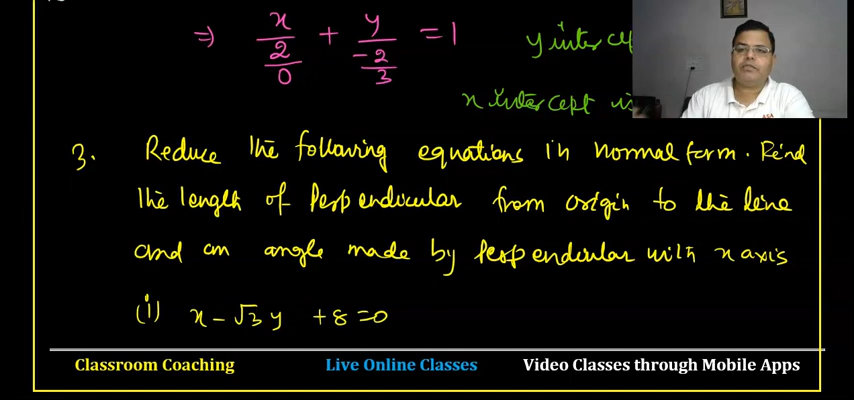 ⇒ x/(2/0) + y/(-2/3) = 1
y inter
x intercept
3. Reduce the following equations in normal form. Find
the length of Perpendicular from origin to the line
and an angle made by perpendicular with x axis
(i) x - √3 y + 8 = 0
Classroom Coaching Live Online Classes Video Classes through Mobile Apps